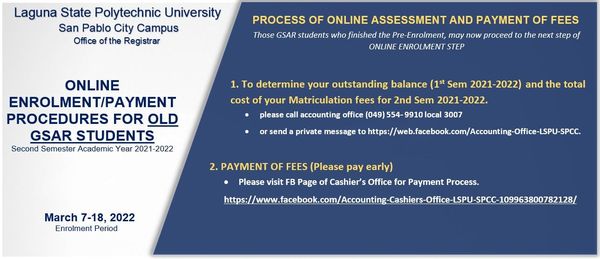 Laguna State Polytechnic University
San Pablo City Campus
Office of the Registrar
ONLINE
ENROLMENT/PAYMENT
PROCEDURES FOR OLD
GSAR STUDENTS
Second Semester Academic Year 2021-2022
March 7-18, 2022
Enrolment Period
PROCESS OF ONLINE ASSESSMENT AND PAYMENT OF FEES
Those GSAR students who finished the Pre-Enrolment, may now proceed to the next step of
ONLINE ENROLMENT STEP
1. To determine your outstanding balance (1st Sem 2021-2022) and the total
cost of your Matriculation fees for 2nd Sem 2021-2022.
• please call accounting office (049) 554- 9910 local 3007
• or send a private message to https://web.facebook.com/Accounting-Office-LSPU-SPCC.
2. PAYMENT OF FEES (Please pay early)
• Please visit FB Page of Cashier's Office for Payment Process.
https://www.facebook.com/Accounting-Cashiers-Office-LSPU-SPCC-109963800782128/